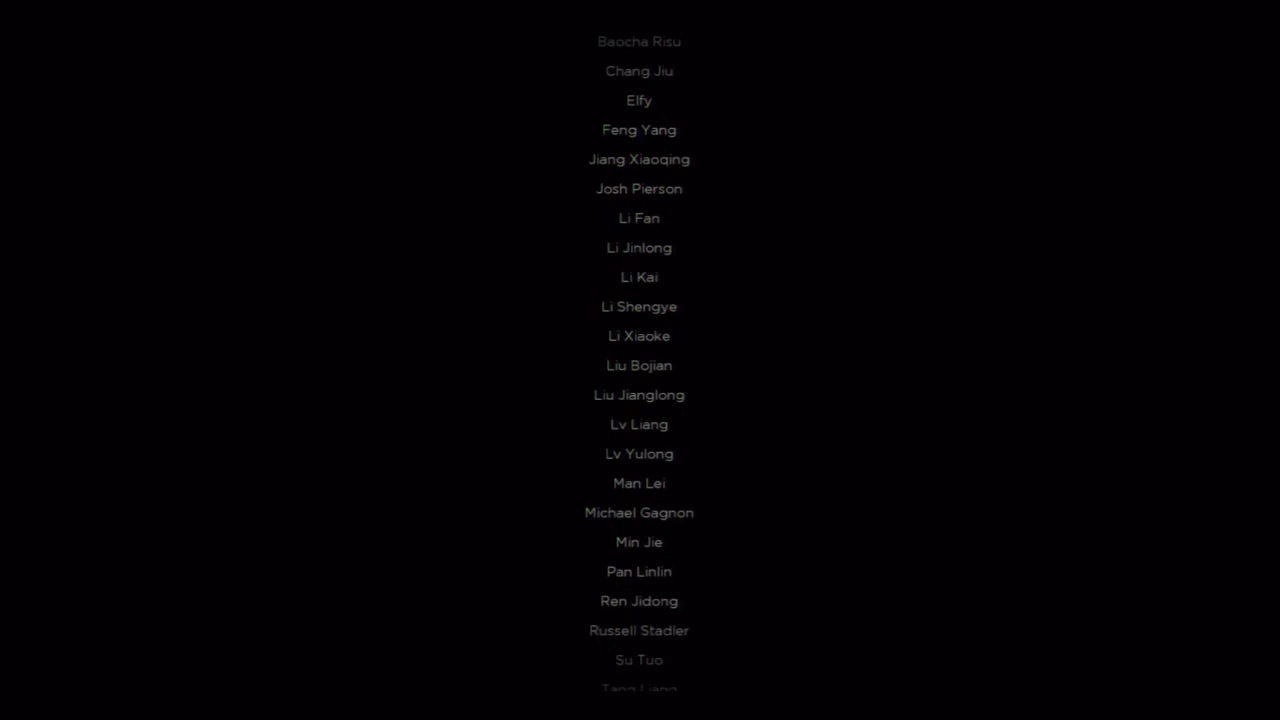 Baocha Risu
Chang Jiu
Elfy
Feng Yang
Jiang Xiaoqing
Josh Pierson
Li Fan
Li Jinlong
Li Kai
Li Shengye
Li Xiaoke
Liu Bojian
Liu Jianglong
Lv Liang
Lv Yulong
Man Lei
Michael Gagnon
Min Jie
Pan Linlin
Ren Jidong
Russell Stadler
Su Tuo
Tang Liang